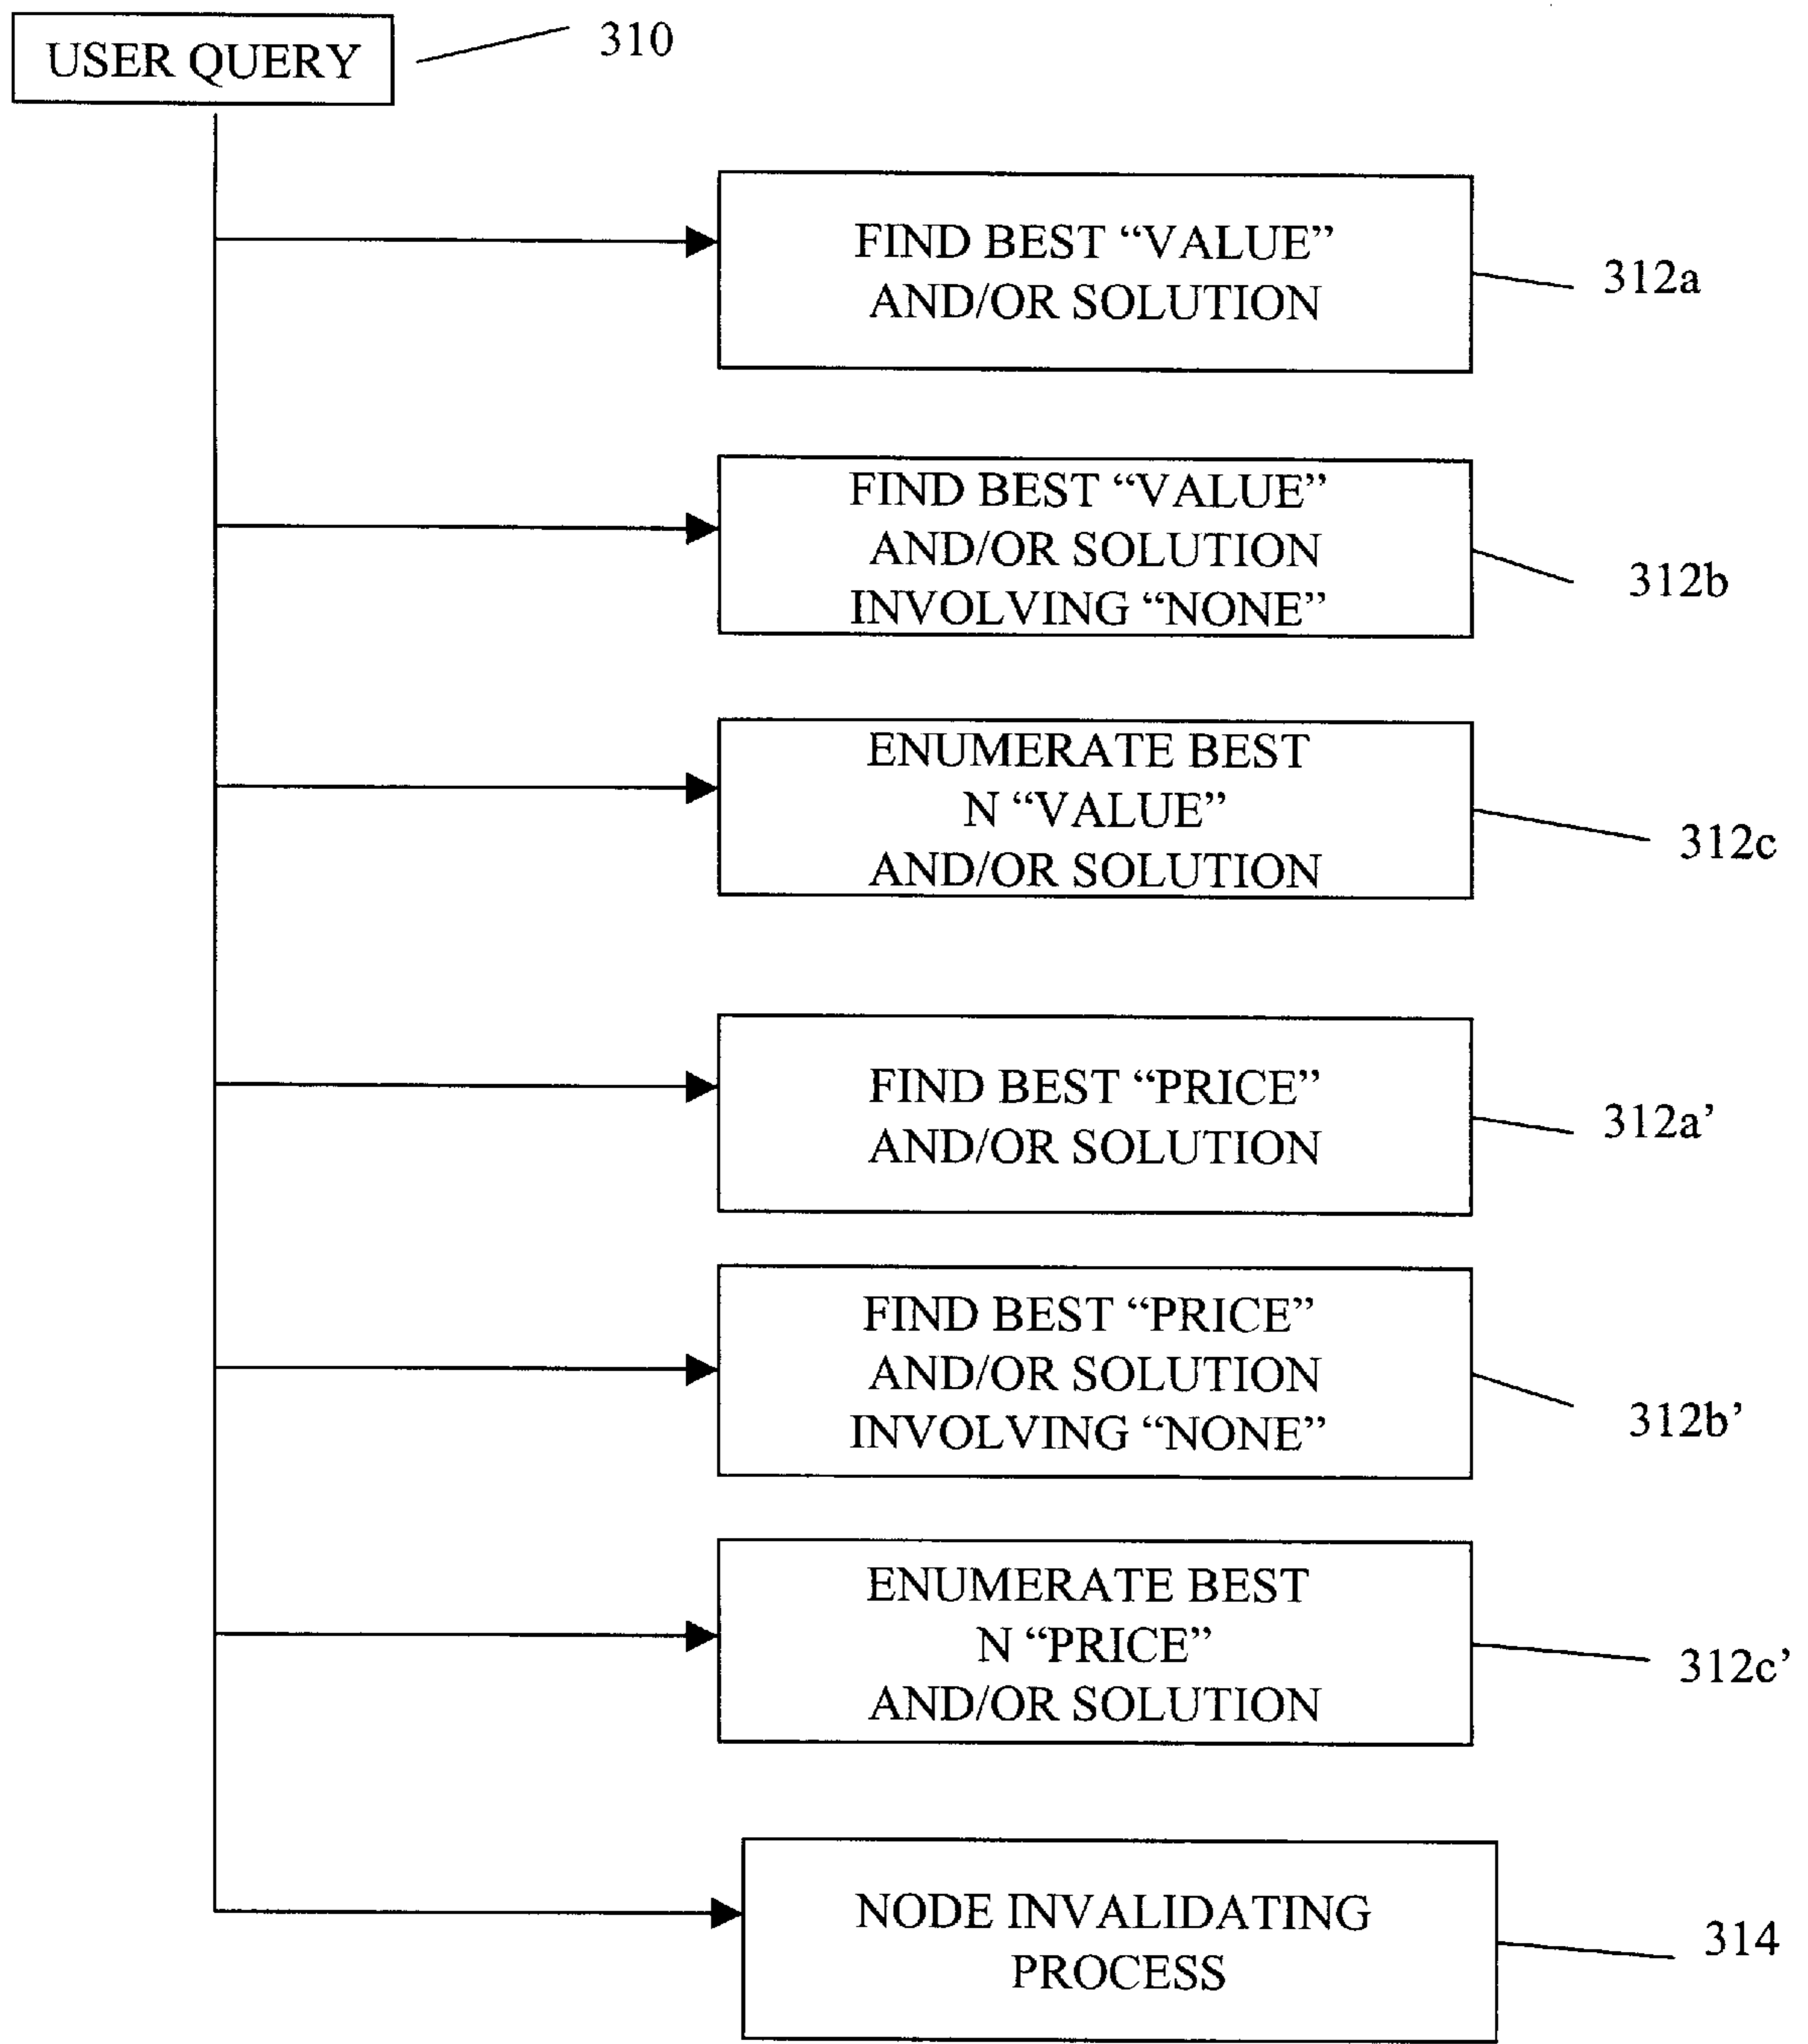 USER QUERY
310
FIND BEST “VALUE”
AND/OR SOLUTION
312a
FIND BEST “VALUE”
AND/OR SOLUTION
INVOLVING “NONE”
312b
ENUMERATE BEST
N “VALUE”
AND/OR SOLUTION
312c
FIND BEST “PRICE”
AND/OR SOLUTION
312a’
FIND BEST “PRICE”
AND/OR SOLUTION
INVOLVING “NONE”
312b’
ENUMERATE BEST
N “PRICE”
AND/OR SOLUTION
312c’
NODE INVALIDATING
PROCESS
314